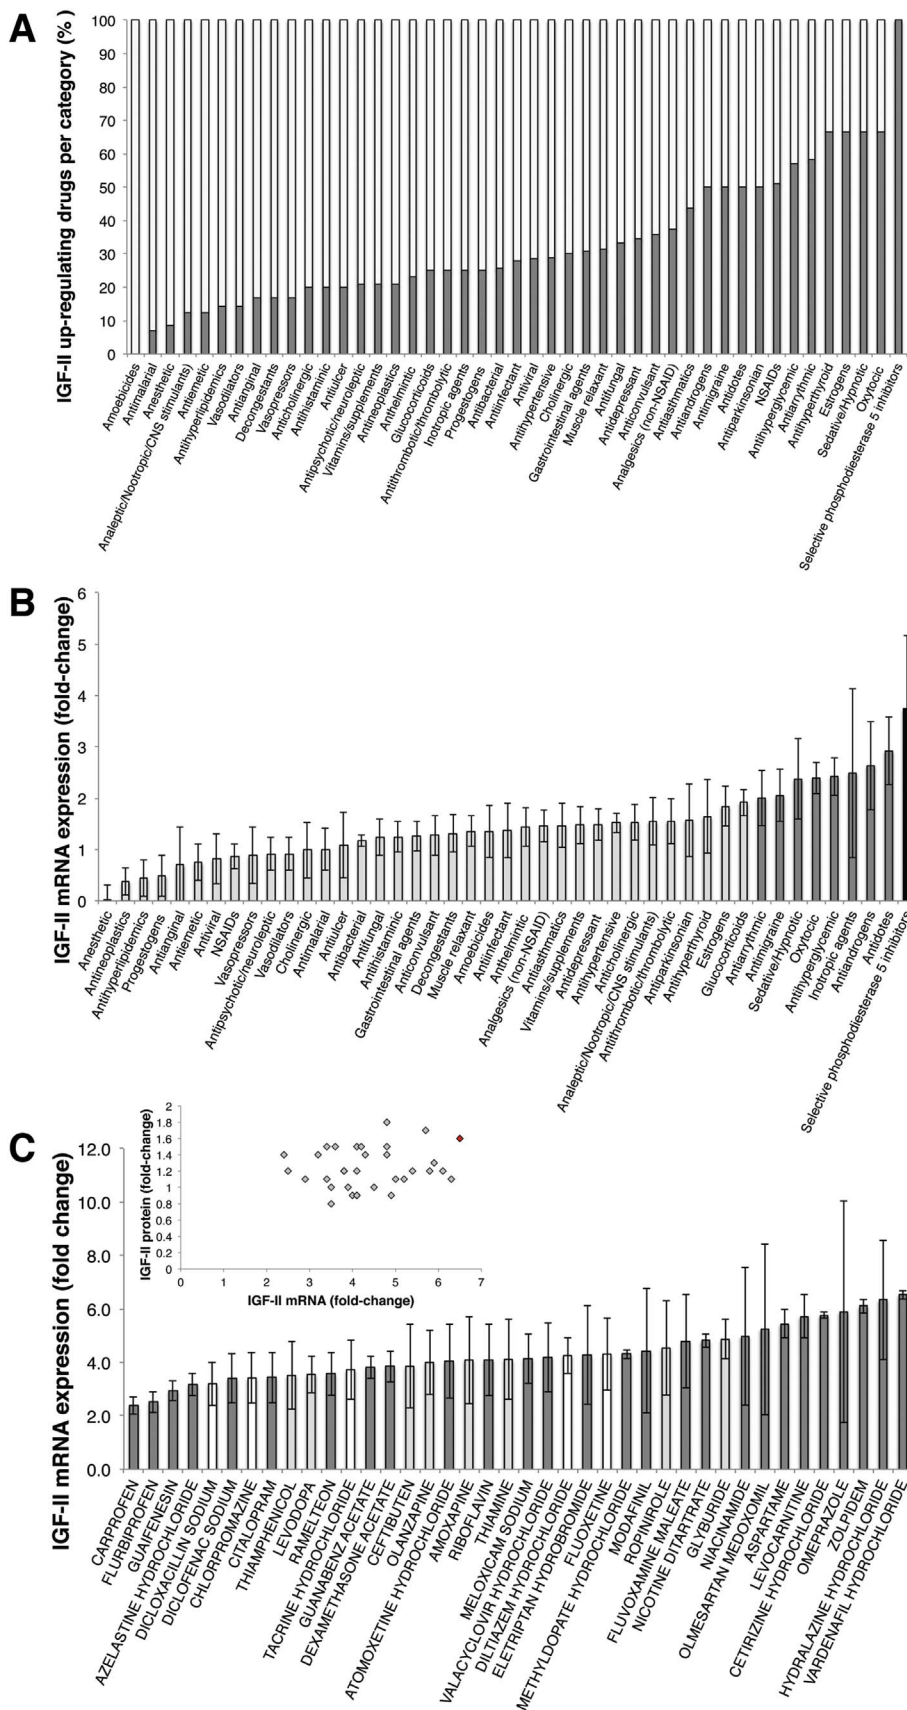 A
IGF-II up-regulating drugs per category (%)
100
90
80
70
60
50
40
30
20
10
0
Amoebicides
Antimalarial
Anesthetic
Analeptic/Nootropic/CNS stimulants)
Antiemetic
Antihyperlipidemics
Vasodilators
Antianginal
Decongestants
Vasopressors
Anticholinergic
Antihistaminic
Antiulcer
Antipsychotic/neuroleptic
Vitamins/supplements
Antineoplastics
Anthelmintic
Glucocorticoids
Antithrombotic/thrombolytic
Inotropic agents
Progestogens
Antibacterial
Antiinfectant
Antiviral
Antihypertensive
Cholinergic
Gastrointestinal agents
Muscle relaxant
Antifungal
Antidepressant
Anticonvulsant
Analgesics (non-NSAID)
Antiasthmatics
Antiandrogens
Antimigraine
Antidotes
Antiparkinsonian
NSAIDs
Antihyperglycemic
Antiarrythmic
Antihyperthyroid
Estrogens
Sedative/Hypnotic
Oxytocic
Selective phosphodiesterase 5 inhibitors
B
IGF-II mRNA expression (fold-change)
6
5
4
3
2
1
0
Anesthetic
Antineoplastics
Antihyperlipidemics
Progestogens
Antianginal
Antiemetic
Antiviral
NSAIDs
Vasopressors
Antipsychotic/neuroleptic
Vasodilators
Cholinergic
Antimalarial
Antiulcer
Antibacterial
Antifungal
Antihistaminic
Gastrointestinal agents
Anticonvulsant
Decongestants
Muscle relaxant
Amoebicides
Antiinfectant
Anthelmintic
Analgesics (non-NSAID)
Antiasthmatics
Vitamins/supplements
Antidepressant
Antihypertensive
Anticholinergic
Analeptic/Nootropic/CNS stimulants)
Antithrombotic/thrombolytic
Antiparkinsonian
Antihyperthyroid
Estrogens
Glucocorticoids
Antiarrythmic
Antimigraine
Sedative/Hypnotic
Oxytocic
Antihyperglycemic
Inotropic agents
Antiandrogens
Antidotes
Selective phosphodiesterase 5 inhibitors
C
IGF-II mRNA expression (fold change)
12.0
10.0
8.0
6.0
4.0
2.0
0.0
IGF-II protein (fold-change)
2
1.8
1.6
1.4
1.2
1
0.8
0.6
0.4
0.2
0
0 1 2 3 4 5 6 7
IGF-II mRNA (fold-change)
CARPROFEN
FLURBIPROFEN
GUAIFENESIN
AZELASTINE HYDROCHLORIDE
DICLOXACILLIN SODIUM
DICLOFENAC SODIUM
CHLORPROMAZINE
CITALOPRAM
THIAMPHENICOL
LEVODOPA
RAMELTEON
TACRINE HYDROCHLORIDE
GUANABENZ ACETATE
DEXAMETHASONE ACETATE
CEFTIBUTEN
OLANZAPINE
ATOMOXETINE HYDROCHLORIDE
AMOXAPINE
RIBOFLAVIN
THIAMINE
MELOXICAM SODIUM
VALACYCLOVIR HYDROCHLORIDE
DILTIAZEM HYDROCHLORIDE
ELETRIPTAN HYDROBROMIDE
FLUOXETINE
METHYLDOPATE HYDROCHLORIDE
MODAFINIL
ROPINIROLE
FLUVOXAMINE MALEATE
NICOTINE DITARTRATE
GLYBURIDE
NIACINAMIDE
OLMESARTAN MEDOXOMIL
ASPARTAME
LEVOCARNITINE
CETIRIZINE HYDROCHLORIDE
OMEPRAZOLE
ZOLPIDEM
HYDRALAZINE HYDROCHLORIDE
VARDENAFIL HYDROCHLORIDE